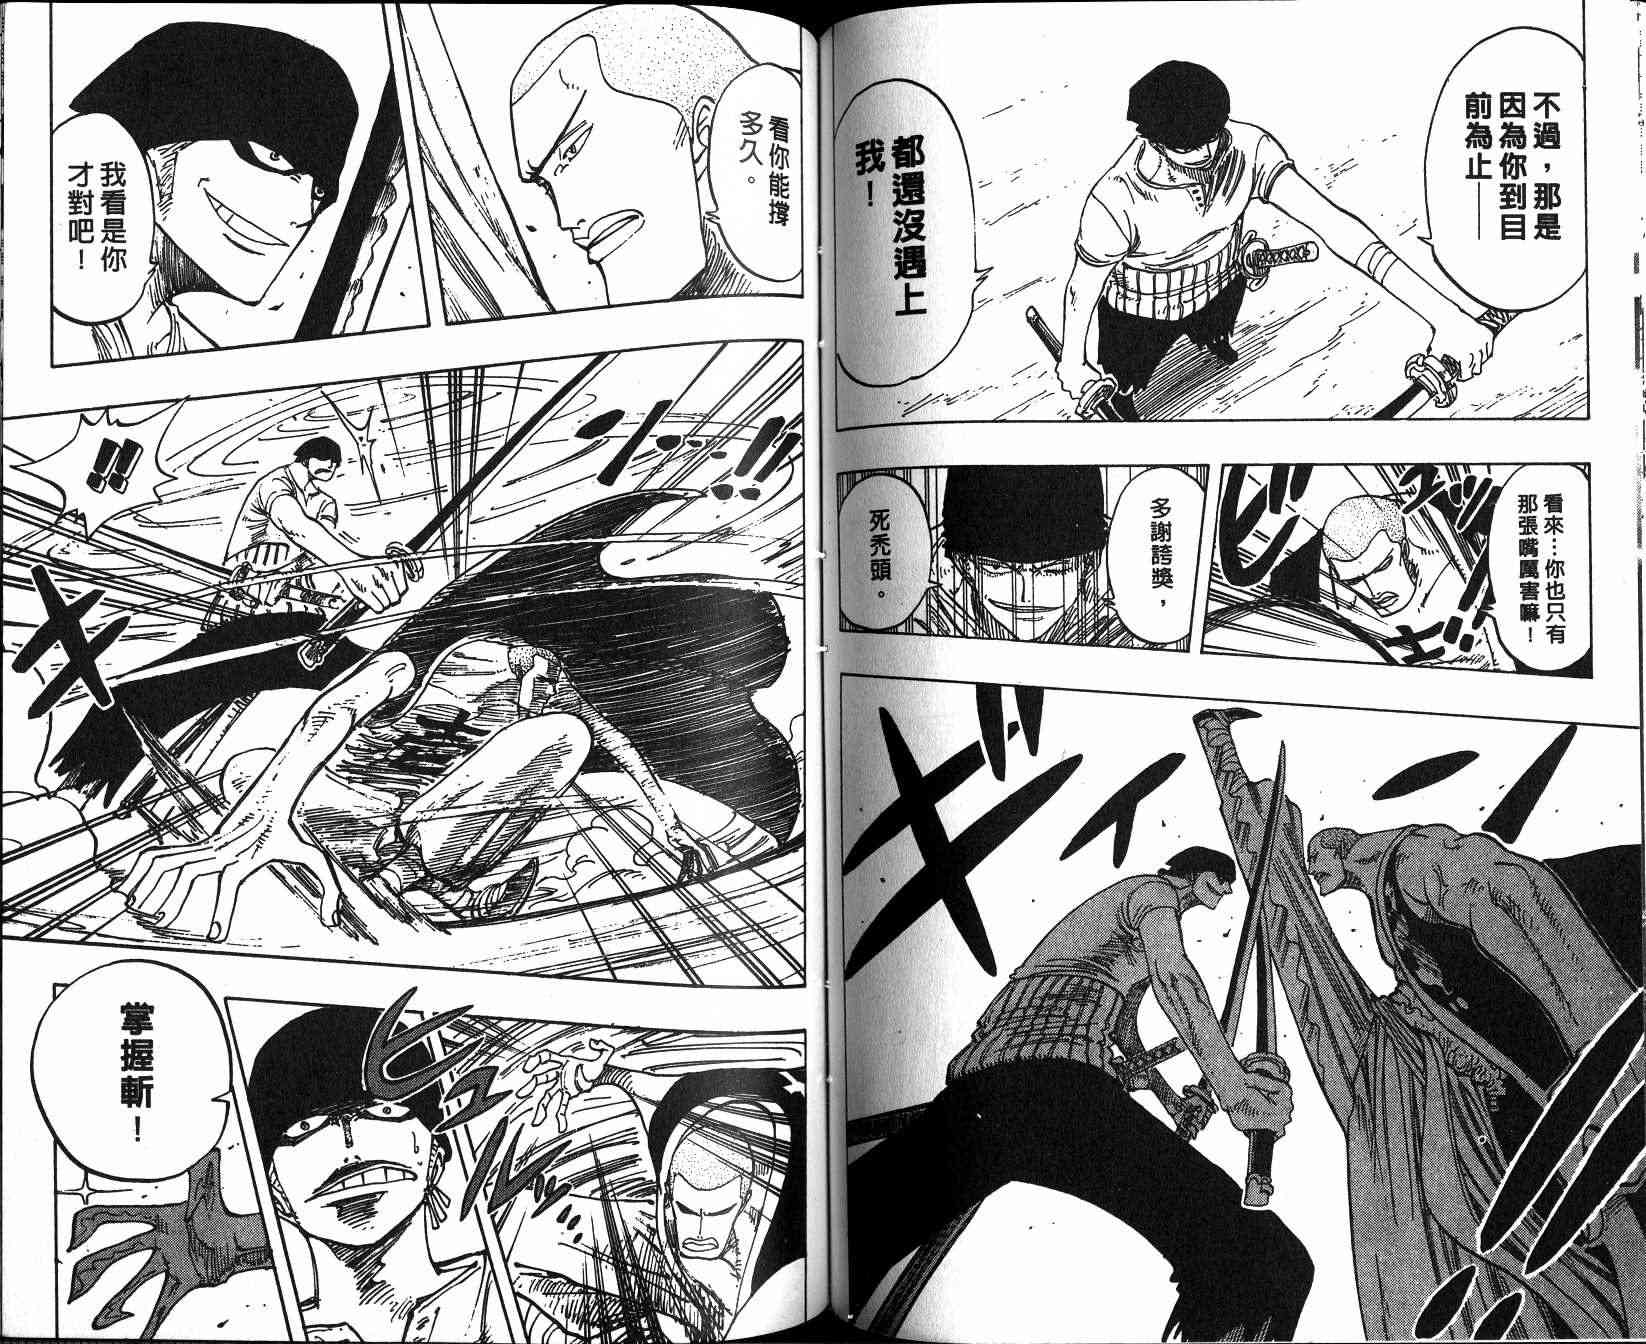 不過，那是
因為你到目
前為止──
都還沒遇上
我！
看來…你也只有
那張嘴厲害嘛！
多謝誇獎，
死禿頭。
看你能撐
多久。
我看是你
才對吧！
!!
掌握斬！